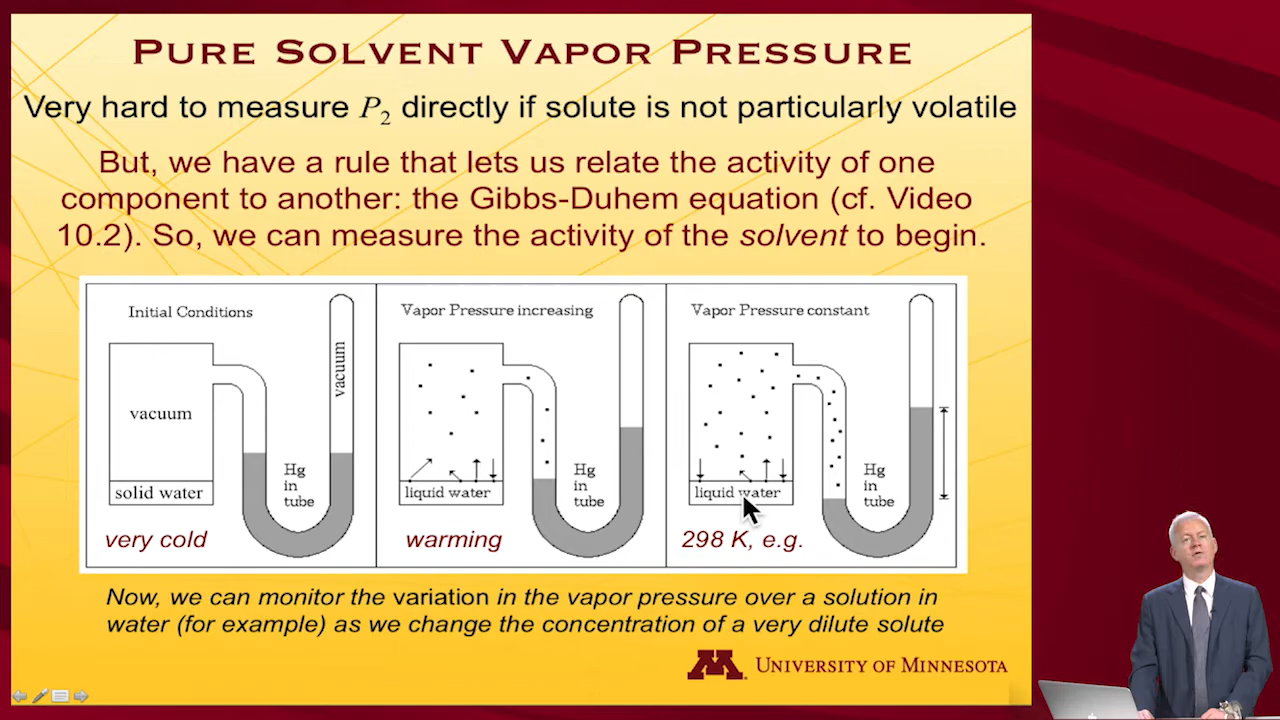 PURE SOLVENT VAPOR PRESSURE
Very hard to measure P₂ directly if solute is not particularly volatile
But, we have a rule that lets us relate the activity of one
component to another: the Gibbs-Duhem equation (cf. Video
10.2). So, we can measure the activity of the solvent to begin.
Initial Conditions
vacuum
vacuum
solid water
Hg
in
tube
very cold
Vapor Pressure increasing
liquid water
Hg
in
tube
warming
Vapor Pressure constant
liquid water
Hg
in
tube
298 K, e.g.
Now, we can monitor the variation in the vapor pressure over a solution in
water (for example) as we change the concentration of a very dilute solute
M
UNIVERSITY OF MINNESOTA